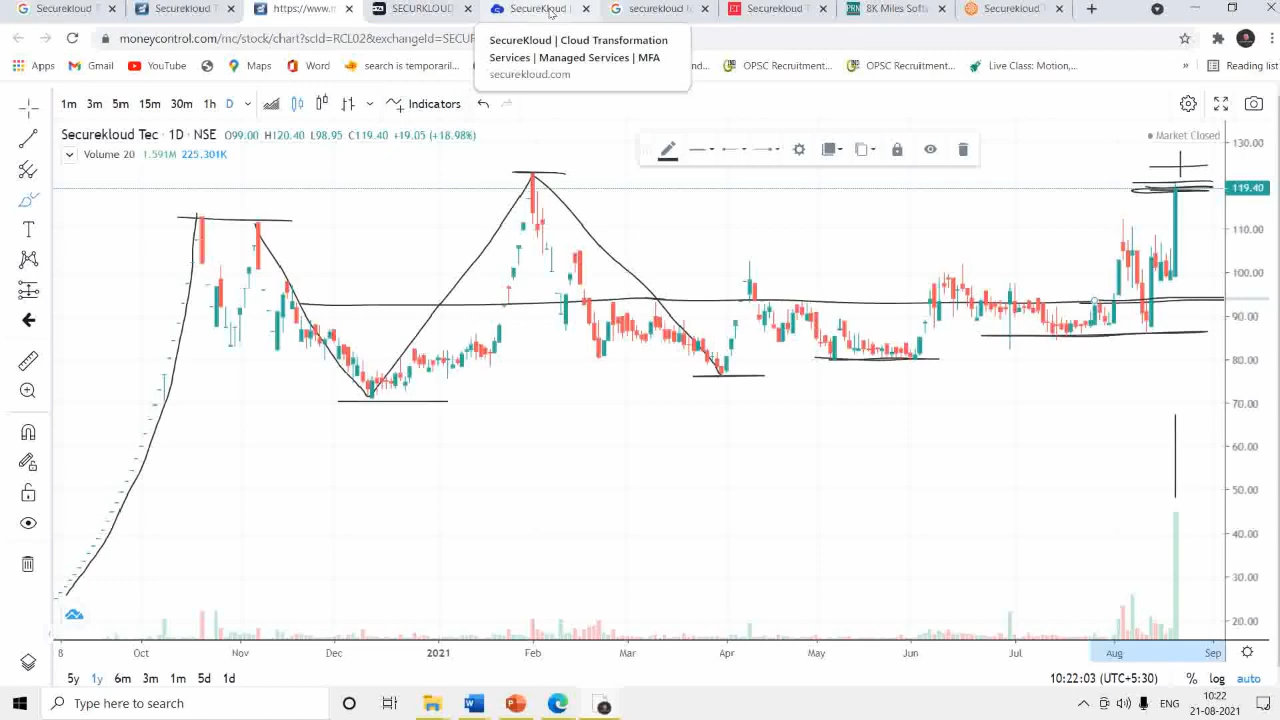 Securekloud T
Securekloud T
https://www.r
SECURKLOUD
SecureKloud |
securekloud t
Securekloud T
8K Miles Softw
Securekloud
moneycontrol.com/mc/stock/chart?scId=RCL02&exchangeId=SECUR
SecureKloud | Cloud Transformation
Services | Managed Services | MFA
securekloud.com
Apps Gmail YouTube Maps Word search is temporaril... OPSC Recruitment... OPSC Recruitment... Live Class: Motion,... » Reading list
1m 3m 5m 15m 30m 1h D Indicators
Securekloud Tec · 1D · NSE O99.00 H120.40 L98.95 C119.40 +19.05 (+18.98%)
Market Closed
Volume 20 1.591M 225.301K
130.00
119.40
110.00
100.00
90.00
80.00
70.00
60.00
50.00
40.00
30.00
20.00
8 Oct Nov Dec 2021 Feb Mar Apr May Jun Jul Aug Sep
5y 1y 6m 3m 1m 5d 1d 10:22:03 (UTC+5:30) % log auto
Type here to search
ENG
10:22
21-08-2021